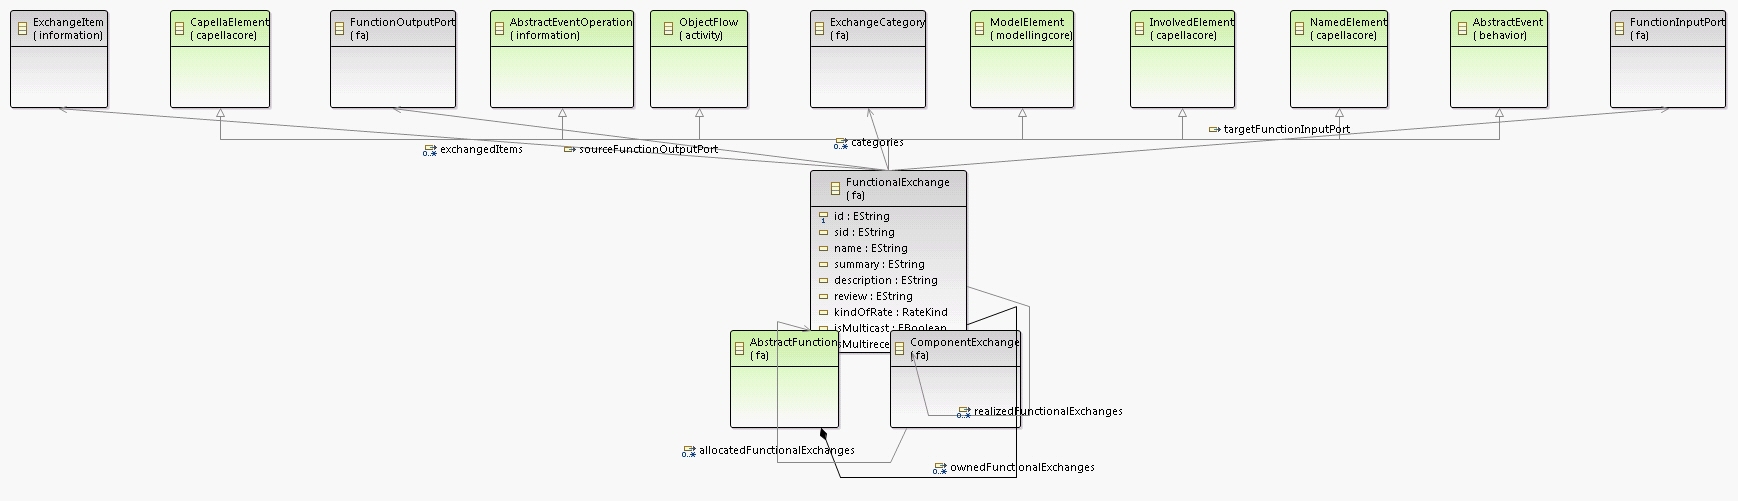 ExchangeItem
( information)
CapellaElement
( capellacore)
FunctionOutputPort
( fa)
AbstractEventOperation
( information)
ObjectFlow
( activity)
ExchangeCategory
( fa)
ModelElement
( modellingcore)
InvolvedElement
( capellacore)
NamedElement
( capellacore)
AbstractEvent
( behavior)
FunctionInputPort
( fa)
targetFunctionInputPort
0..* exchangedItems
sourceFunctionOutputPort
0..* categories
FunctionalExchange
( fa)
1 id : EString
sid : EString
name : EString
summary : EString
description : EString
review : EString
kindOfRate : RateKind
isMulticast : EBoolean
AbstractFunction
( fa)
ComponentExchange
( fa)
0..* realizedFunctionalExchanges
0..* allocatedFunctionalExchanges
0..* ownedFunctionalExchanges